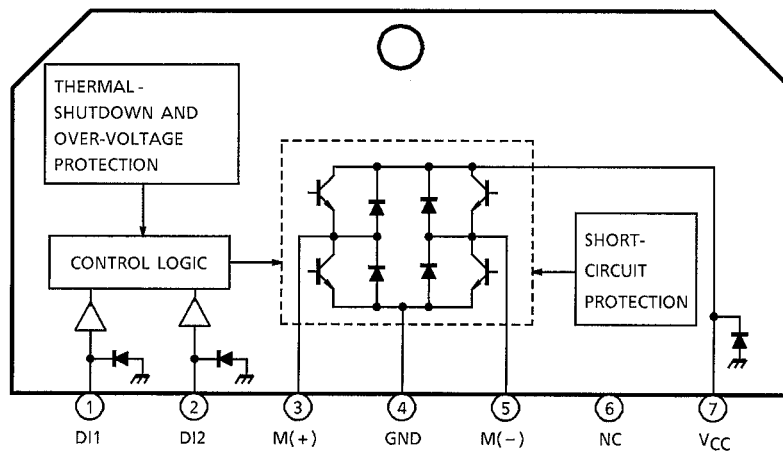 THERMAL-
SHUTDOWN AND
OVER-VOLTAGE
PROTECTION
CONTROL LOGIC
SHORT-
CIRCUIT
PROTECTION
1 2 3 4 5 6 7
DI1 DI2 M(+) GND M(−) NC VCC